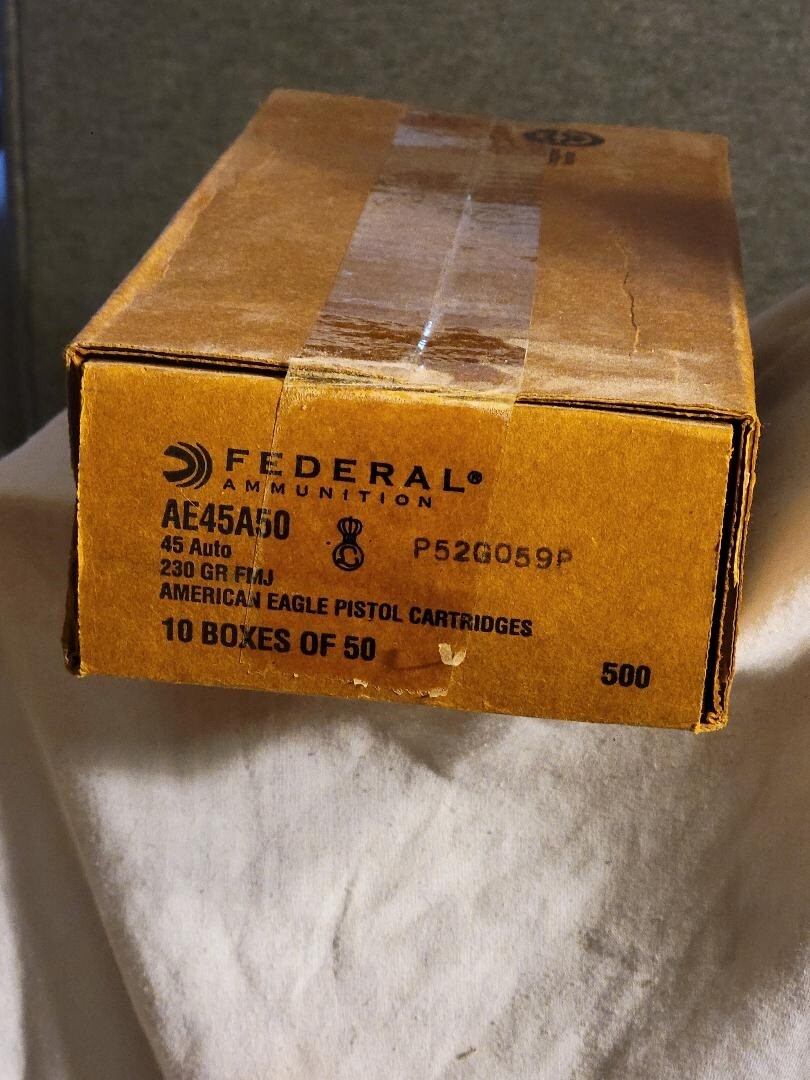 FEDERAL®
AMMUNITION
AE45A50
P52G059P
45 Auto
230 GR FMJ
AMERICAN EAGLE PISTOL CARTRIDGES
10 BOXES OF 50
500